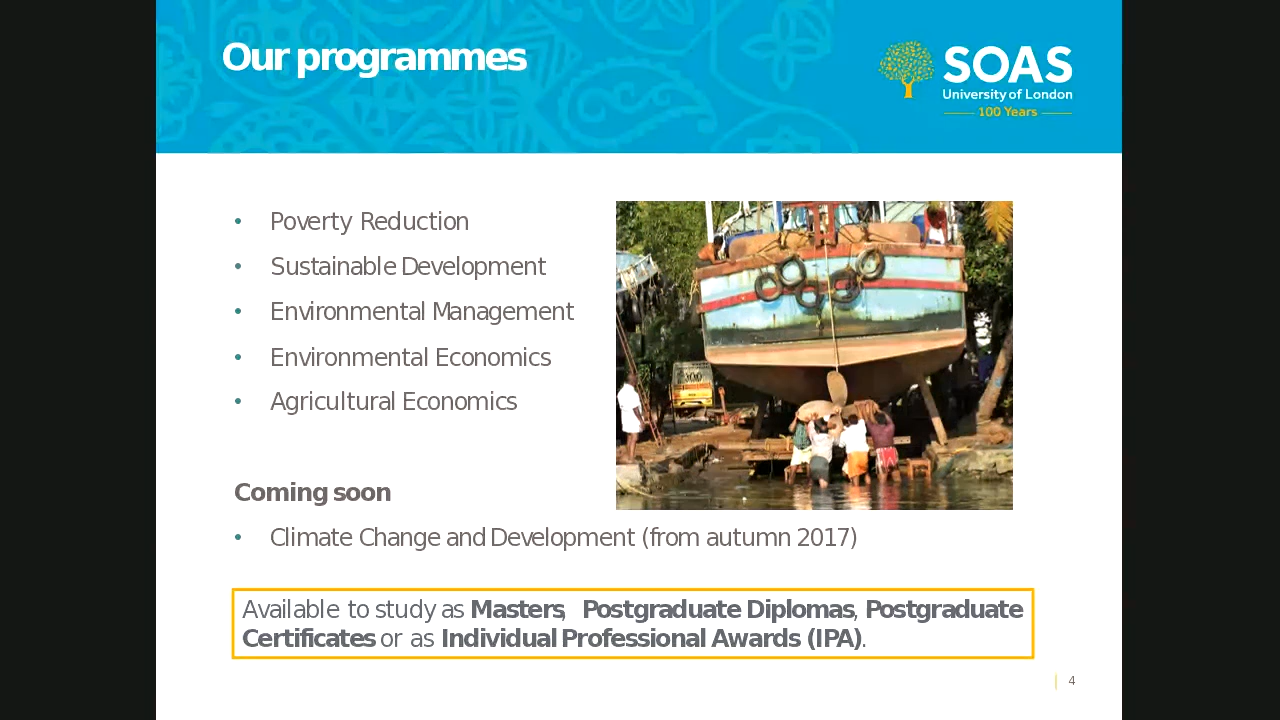 Our programmes
SOAS
University of London
100 Years
• Poverty Reduction
• Sustainable Development
• Environmental Management
• Environmental Economics
• Agricultural Economics
300
Coming soon
• Climate Change and Development (from autumn 2017)
Available to study as Masters, Postgraduate Diplomas, Postgraduate
Certificates or as Individual Professional Awards (IPA).
4